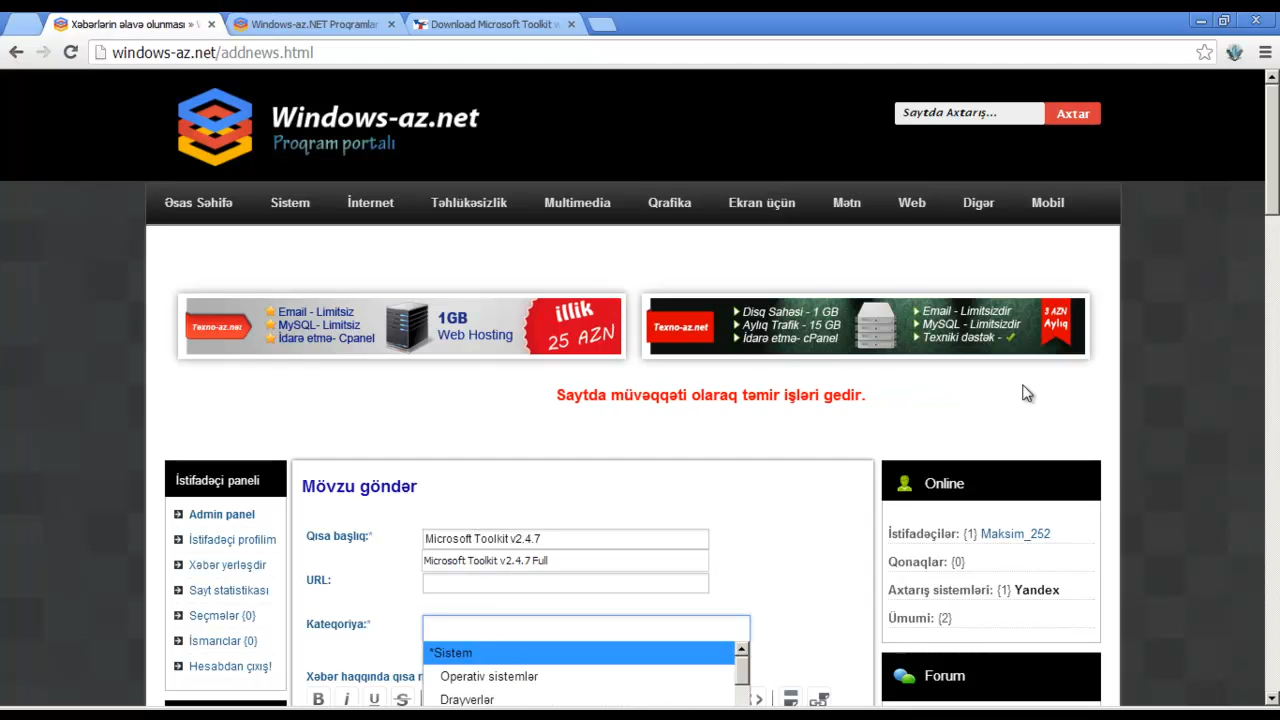 Xəbərlərin əlavə olunması »
Windows-az.NET Proqramlar
Download Microsoft Toolkit
windows-az.net/addnews.html
Windows-az.net
Proqram portalı
Saytda Axtarış...
Axtar
Əsas Səhifə
Sistem
İnternet
Təhlükəsizlik
Multimedia
Qrafika
Ekran üçün
Mətn
Web
Digər
Mobil
Texno-az.net
Email - Limitsiz
MySQL- Limitsiz
İdarə etmə- Cpanel
1GB
Web Hosting
illik
25 AZN
Texno-az.net
Disq Sahəsi - 1 GB
Aylıq Trafik - 15 GB
İdarə etmə- cPanel
Email - Limitsizdir
MySQL - Limitsizdir
Texniki dəstək -
3 AZN
Aylıq
Saytda müvəqqəti olaraq təmir işləri gedir.
İstifadəçi paneli
Admin panel
İstifadəçi profilim
Xəbər yerləşdir
Sayt statistikası
Seçmələr {0}
İsmarıclar {0}
Hesabdan çıxış!
Mövzu göndər
Qısa başlıq:*
Microsoft Toolkit v2.4.7
Microsoft Toolkit v2.4.7 Full
URL:
Kateqoriya:*
*Sistem
Operativ sistemlər
Drayverlər
Xəbər haqqında qısa
B i U S
Online
İstifadəçilər: {1} Maksim_252
Qonaqlar: {0}
Axtarış sistemləri: {1} Yandex
Ümumi: {2}
Forum